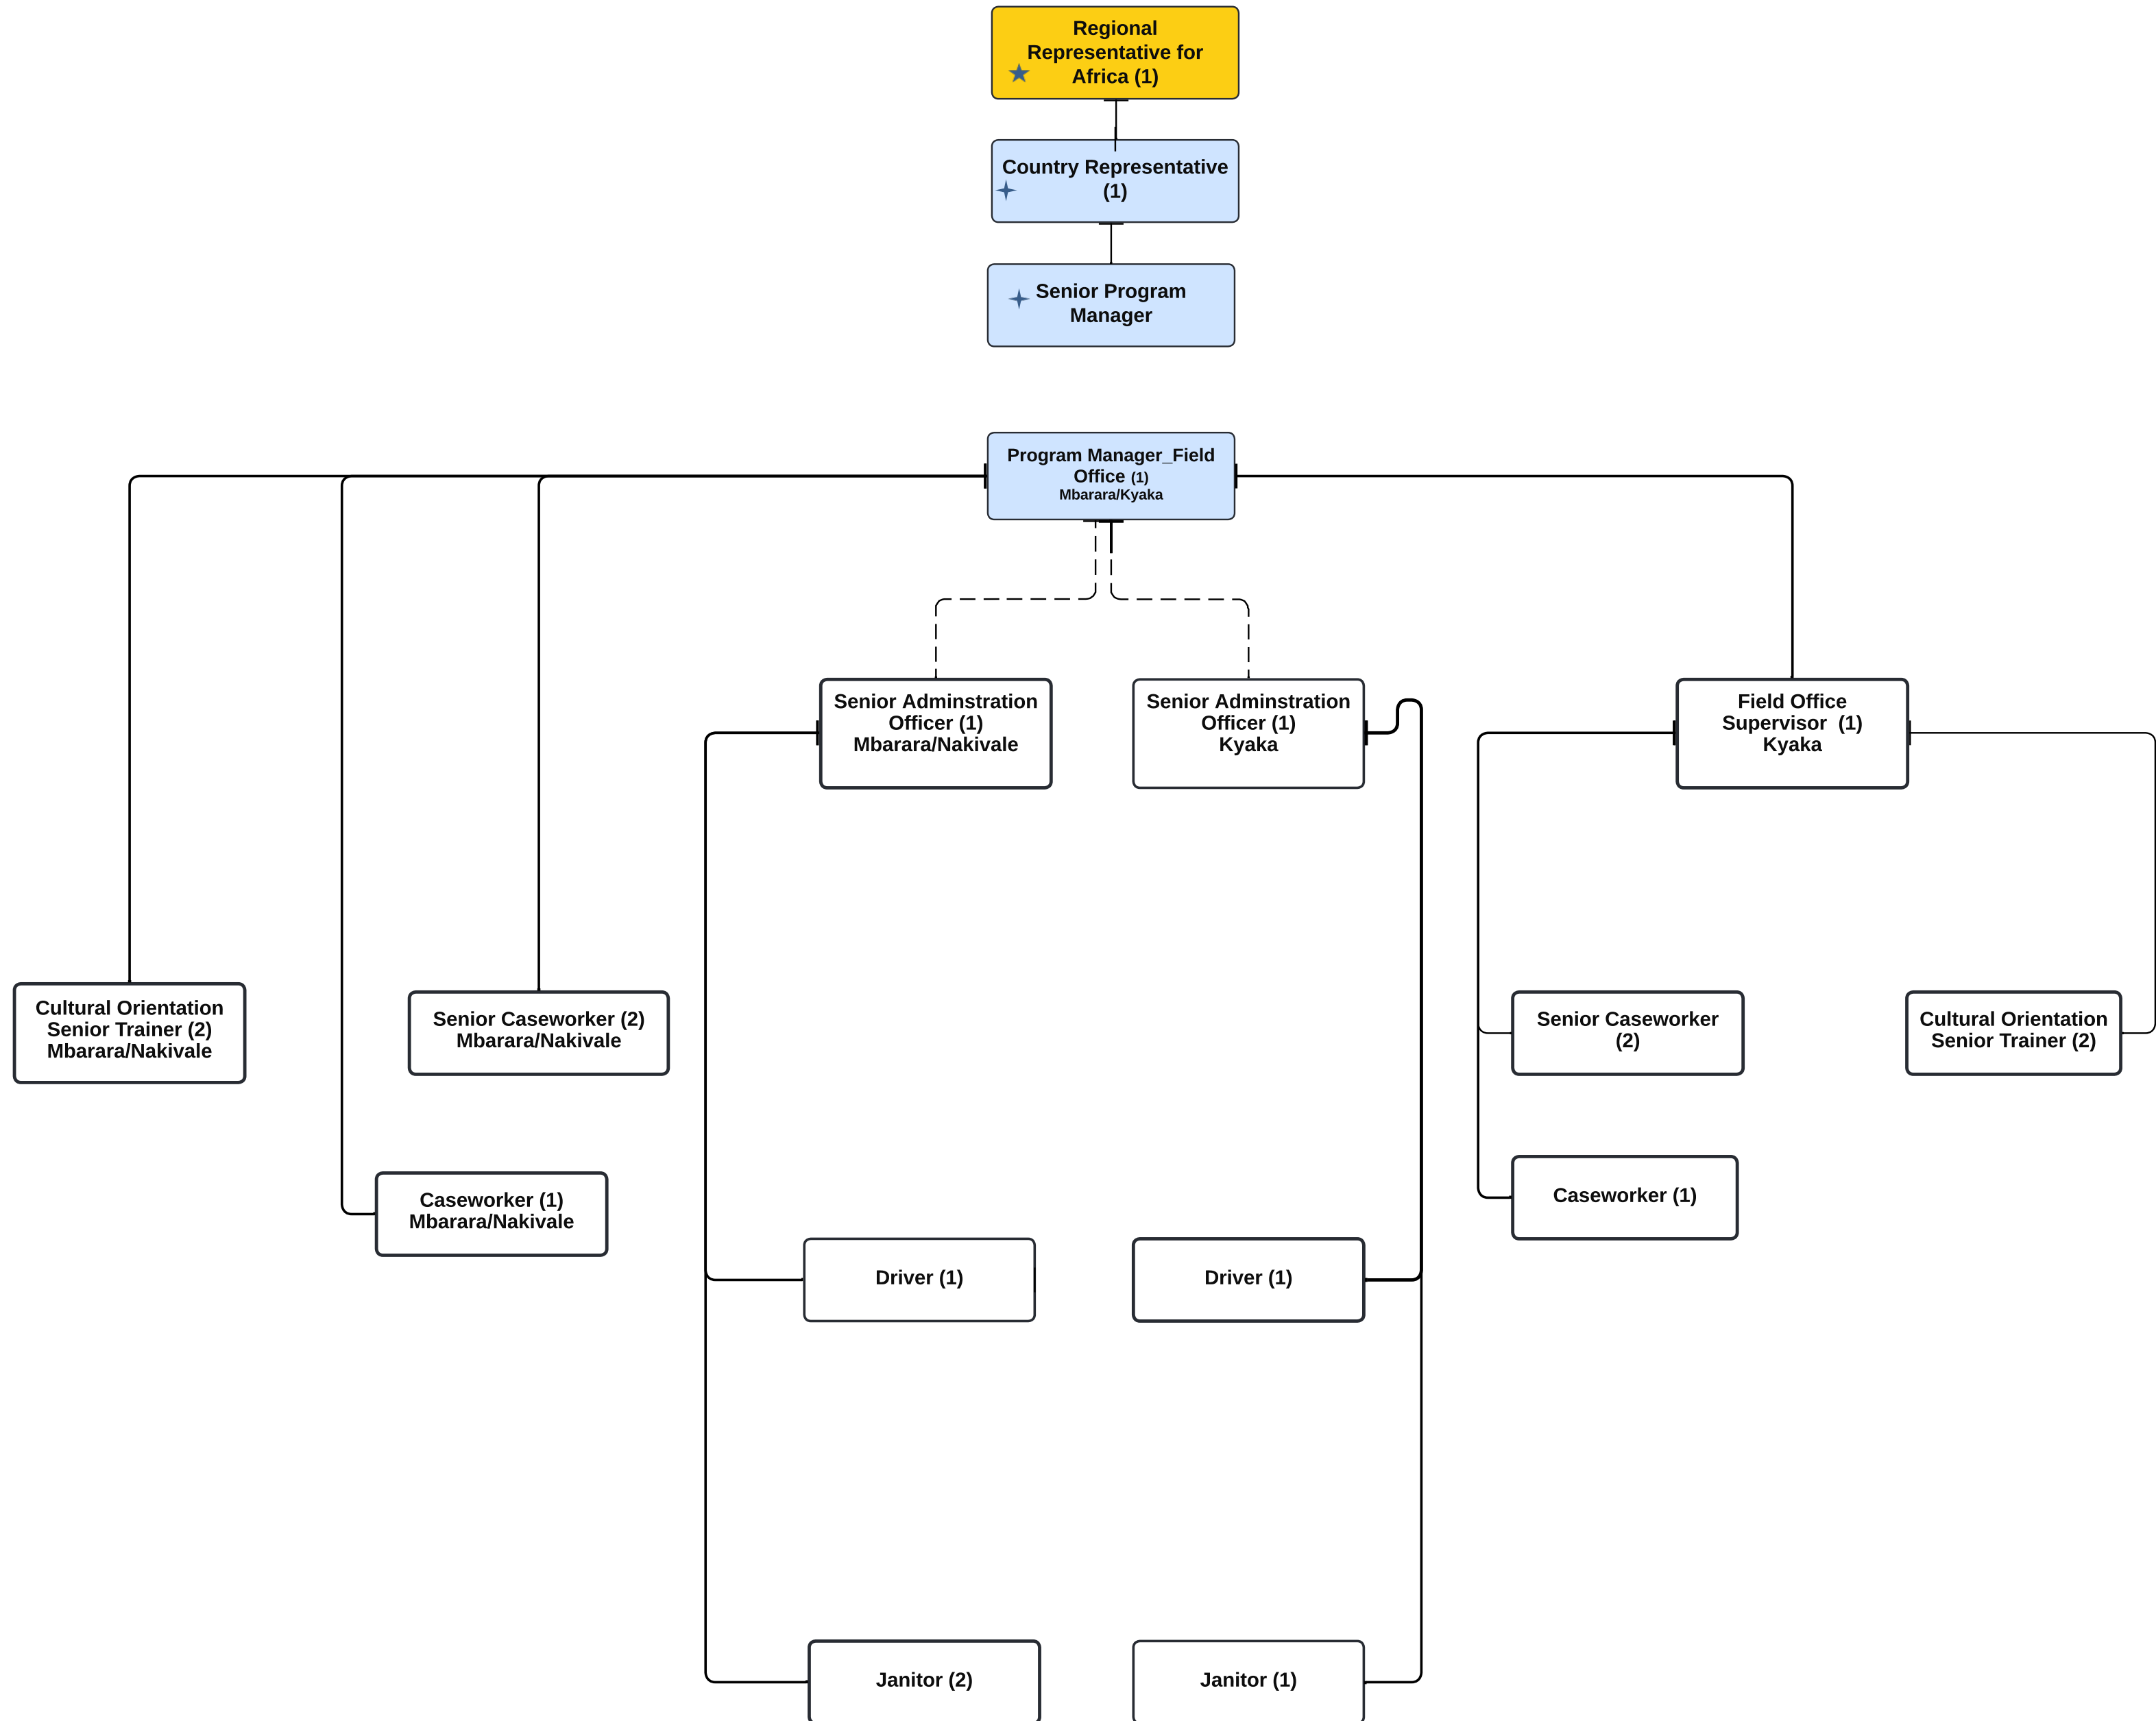 Regional
Representative for
Africa (1)
Country Representative
(1)
Senior Program
Manager
Program Manager_Field
Office (1)
Mbarara/Kyaka
Senior Adminstration
Officer (1)
Mbarara/Nakivale
Senior Adminstration
Officer (1)
Kyaka
Field Office
Supervisor  (1)
Kyaka
Cultural Orientation
Senior Trainer (2)
Mbarara/Nakivale
Senior Caseworker (2)
Mbarara/Nakivale
Senior Caseworker
(2)
Cultural Orientation
Senior Trainer (2)
Caseworker (1)
Mbarara/Nakivale
Caseworker (1)
Driver (1)
Driver (1)
Janitor (2)
Janitor (1)